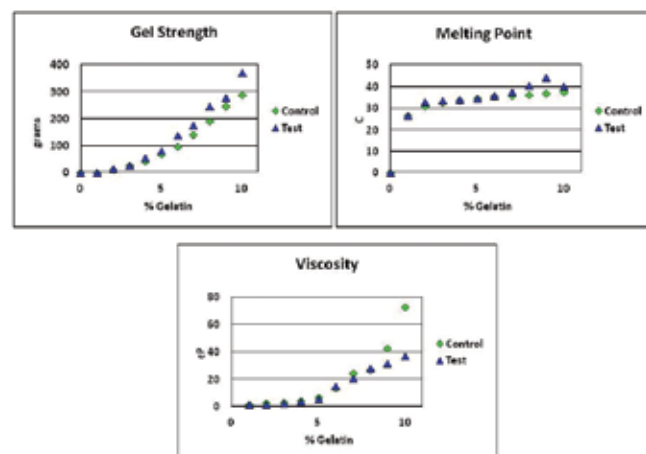 Gel Strength
400
300
200
100
0
grams
0 5 10
% Gelatin
Control
Test
Melting Point
50
40
30
20
10
0
C
0 5 10
% Gelatin
Control
Test
Viscosity
80
60
40
20
0
cP
0 5 10
% Gelatin
Control
Test